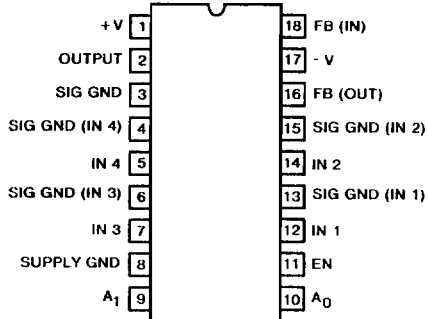 +V 1 18 FB (IN)
OUTPUT 2 17 - V
SIG GND 3 16 FB (OUT)
SIG GND (IN 4) 4 15 SIG GND (IN 2)
IN 4 5 14 IN 2
SIG GND (IN 3) 6 13 SIG GND (IN 1)
IN 3 7 12 IN 1
SUPPLY GND 8 11 EN
A1 9 10 A0